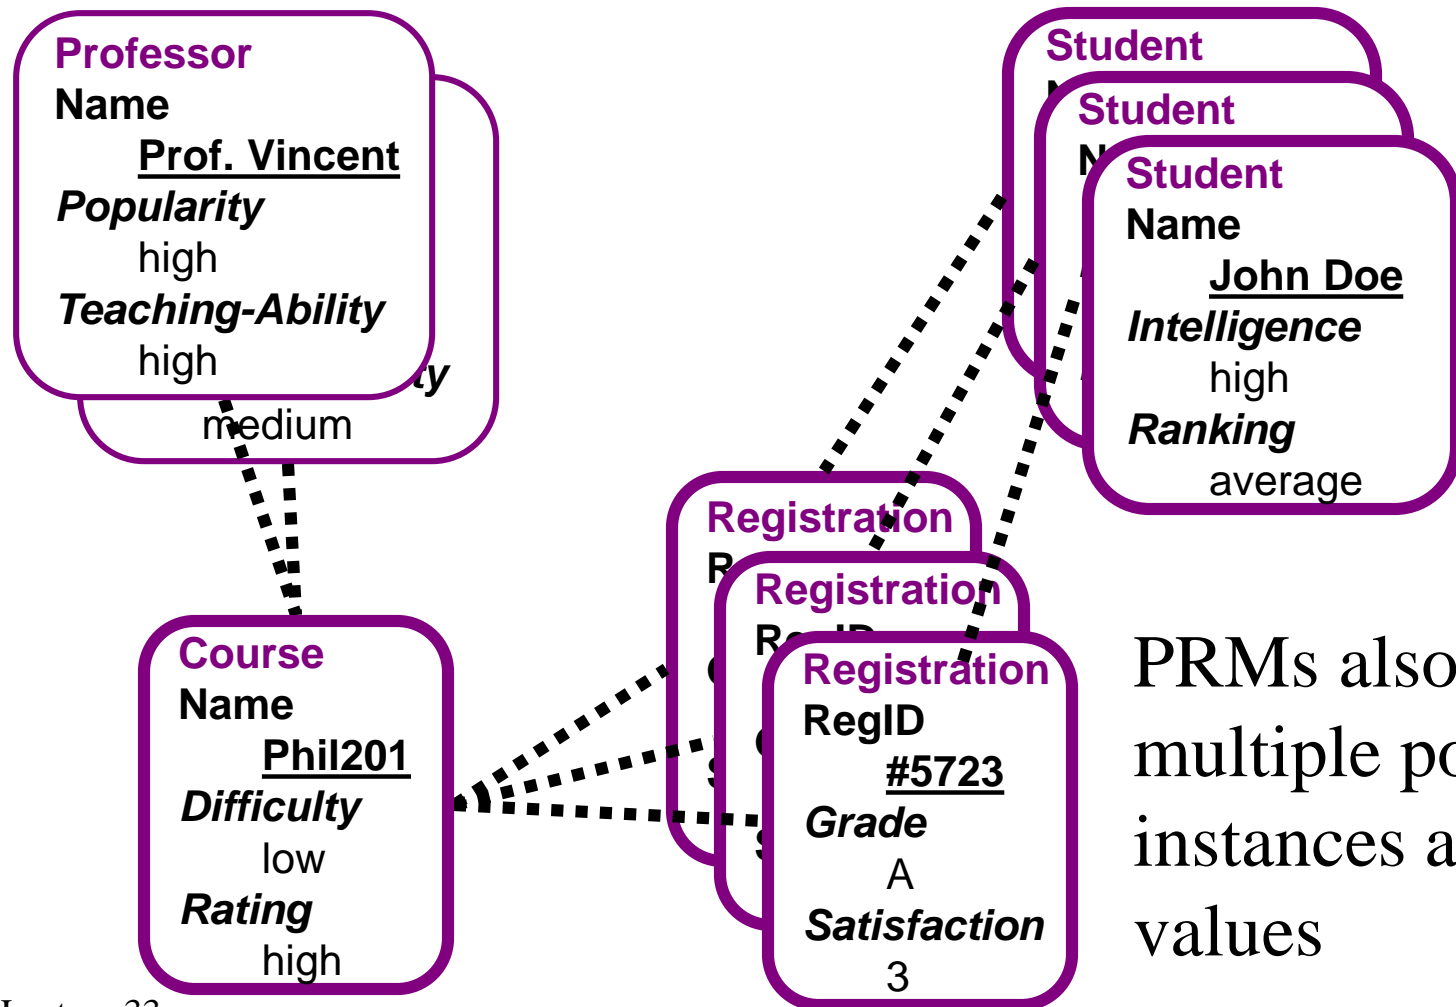 Professor
Name
Prof. Vincent
Popularity
high
Teaching-Ability
high
medium
Student
Student
Student
Name
John Doe
Intelligence
high
Ranking
average
Registration
Registration
Registration
RegID
#5723
Grade
A
Satisfaction
3
Course
Name
Phil201
Difficulty
low
Rating
high
PRMs also
multiple
instances
values